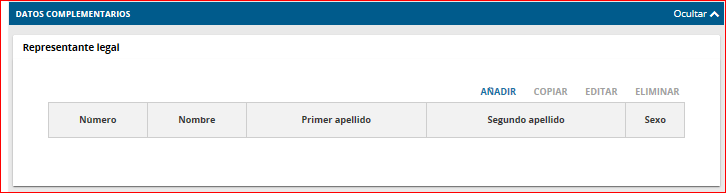 DATOS COMPLEMENTARIOS Ocultar
Representante legal
AÑADIR COPIAR EDITAR ELIMINAR
Número Nombre Primer apellido Segundo apellido Sexo